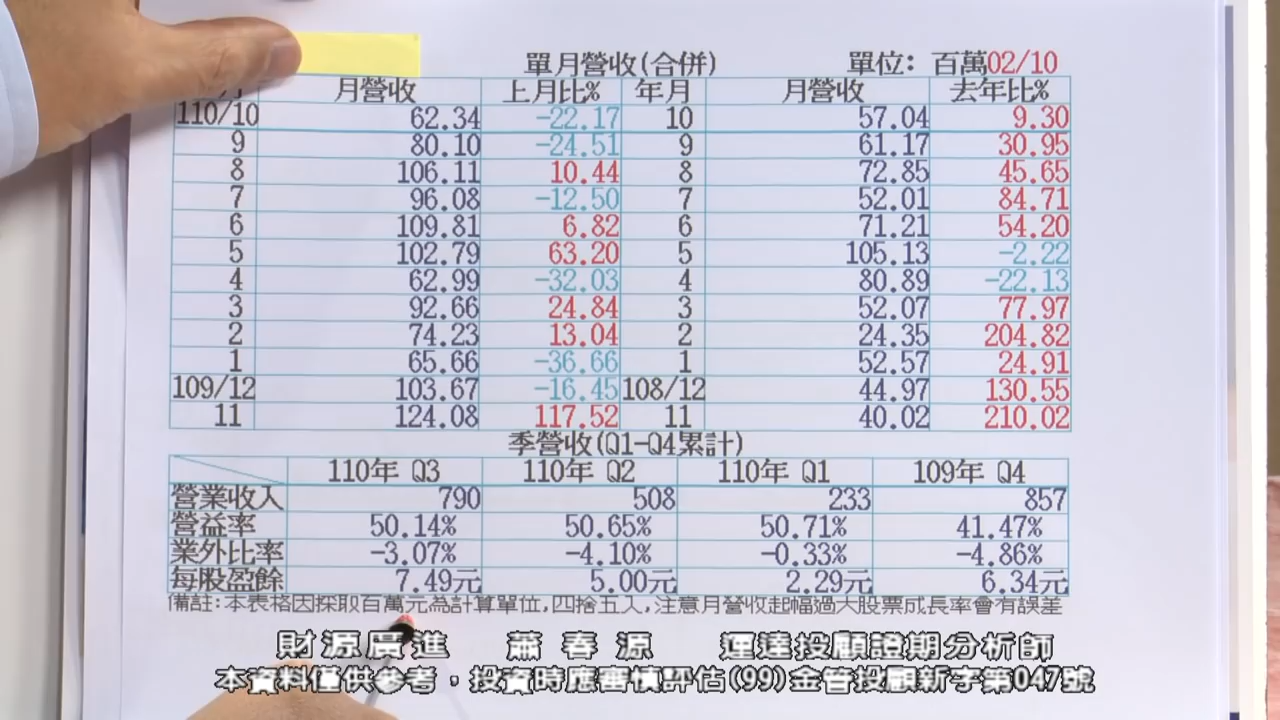 單月營收(合併) 單位: 百萬02/10
月營收 上月比% 年月 月營收 去年比%
110/10 62.34 -22.17 10 57.04 9.30
9 80.10 -24.51 9 61.17 30.95
8 106.11 10.44 8 72.85 45.65
7 96.08 -12.50 7 52.01 84.71
6 109.81 6.82 6 71.21 54.20
5 102.79 63.20 5 105.13 -2.22
4 62.99 -32.03 4 80.89 -22.13
3 92.66 24.84 3 52.07 77.97
2 74.23 13.04 2 24.35 204.82
1 65.66 -36.66 1 52.57 24.91
109/12 103.67 -16.45 108/12 44.97 130.55
11 124.08 117.52 11 40.02 210.02
季營收(Q1-Q4累計)
110年 Q3 110年 Q2 110年 Q1 109年 Q4
營業收入 790 508 233 857
營益率 50.14% 50.65% 50.71% 41.47%
業外比率 -3.07% -4.10% -0.33% -4.86%
每股盈餘 7.49元 5.00元 2.29元 6.34元
備註:本表格因採取百萬元為計算單位,四捨五入,注意月營收起幅過大股票成長率會有誤差
財源廣進 蕭春源 運達投顧證期分析師
本資料僅供參考，投資時應審慎評估(99)金管投顧新字第047號